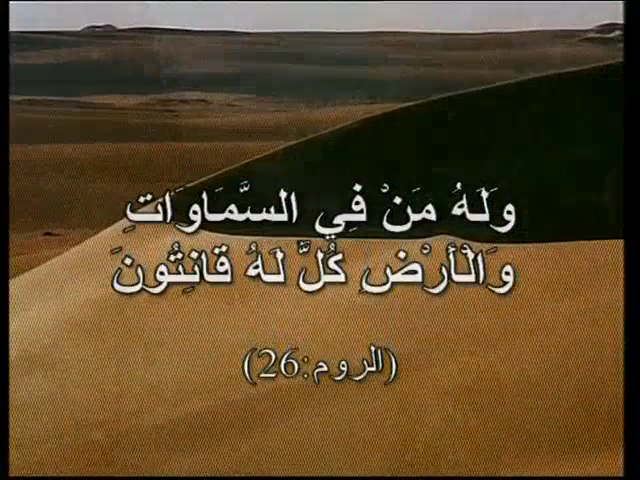 وَلَهُ مَنْ فِي السَّمَاوَاتِ
وَالْأَرْضِ كُلٌّ لَهُ قَانِتُونَ
(الروم:26)